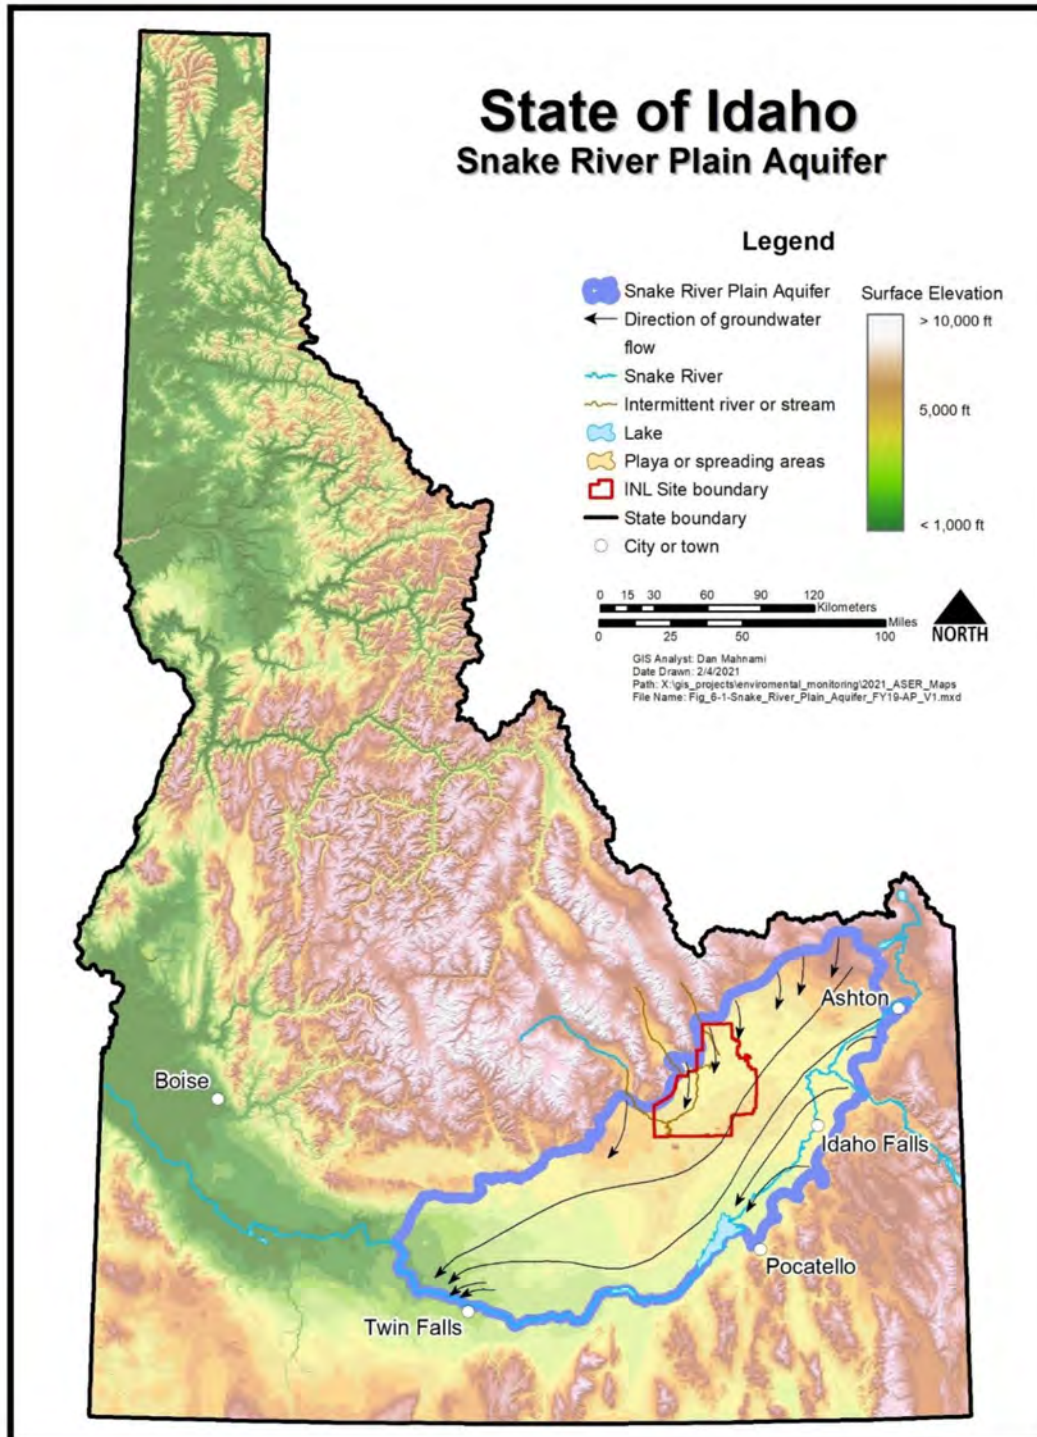 State of Idaho
Snake River Plain Aquifer
Legend
Snake River Plain Aquifer
Direction of groundwater
flow
Snake River
Intermittent river or stream
Lake
Playa or spreading areas
INL Site boundary
State boundary
City or town
Surface Elevation
> 10,000 ft
5,000 ft
< 1,000 ft
0 15 30 60 90 120
Kilometers
Miles
0 25 50 100
NORTH
GIS Analyst: Dan Mahnami
Date Drawn: 2/4/2021
Path: X:\gis_projects\enviromental_monitoring\2021_ASER_Maps
File Name: Fig_6-1-Snake_River_Plain_Aquifer_FY19-AP_V1.mxd
Ashton
Boise
Idaho Falls
Pocatello
Twin Falls